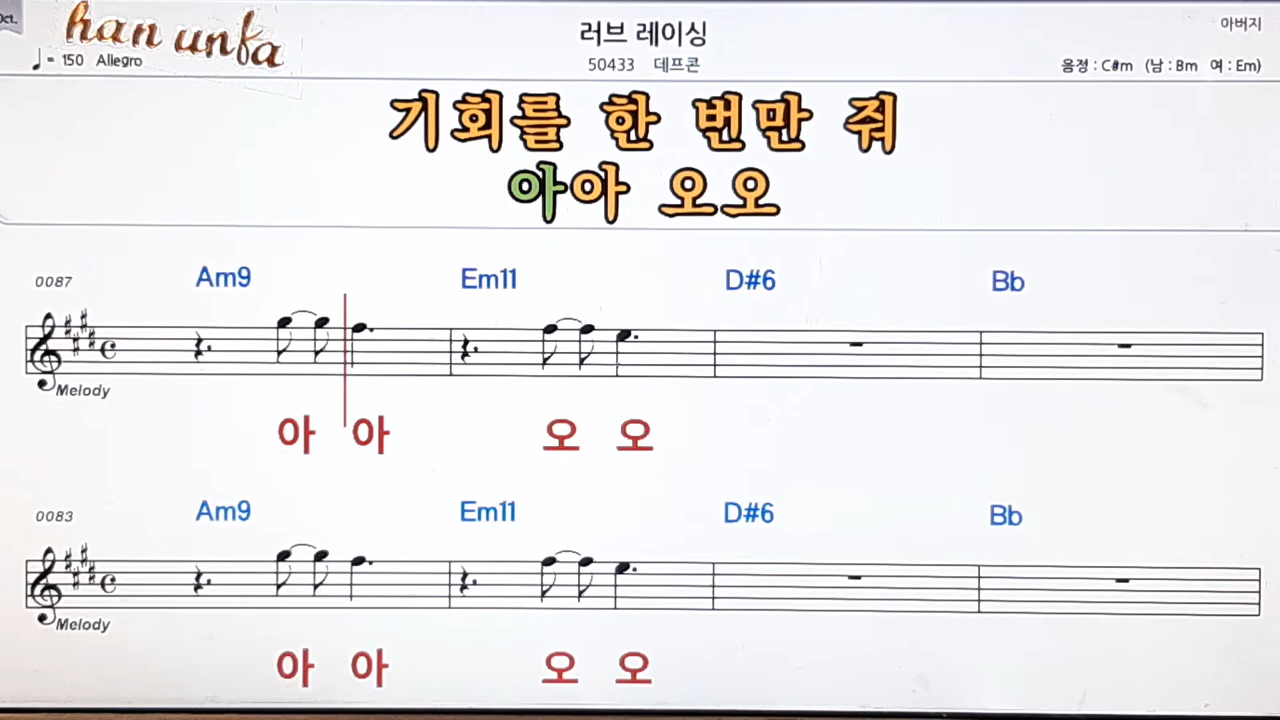 Oct.
han unfa
러브 레이싱
아버지
♩= 150 Allegro
50433 데프콘
음정 : C#m (남 : Bm 여 : Em)
기회를 한 번만 줘
아아 오오
0087
Am9 Em11 D#6 Bb
Melody
아 아 오 오
0083
Am9 Em11 D#6 Bb
Melody
아 아 오 오